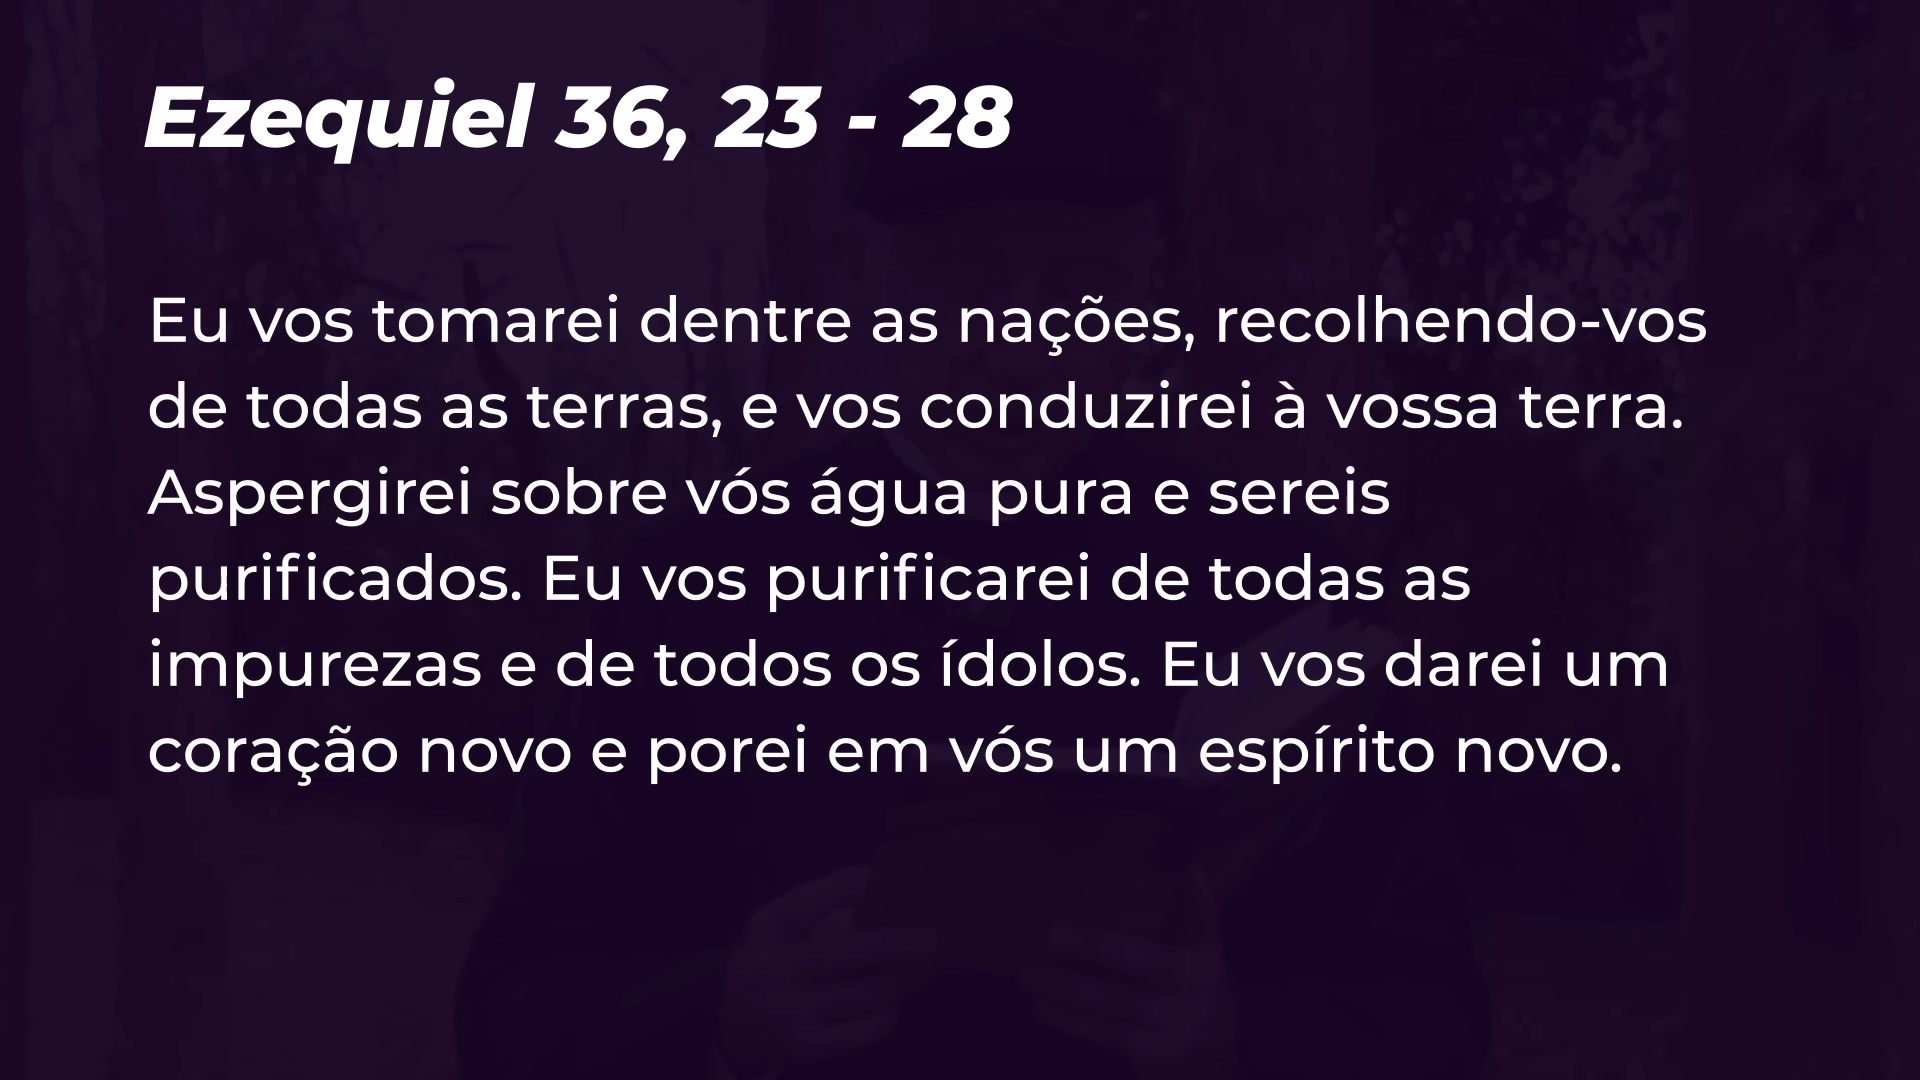 Ezequiel 36, 23 - 28
Eu vos tomarei dentre as nações, recolhendo-vos
de todas as terras, e vos conduzirei à vossa terra.
Aspergirei sobre vós água pura e sereis
purificados. Eu vos purificarei de todas as
impurezas e de todos os ídolos. Eu vos darei um
coração novo e porei em vós um espírito novo.